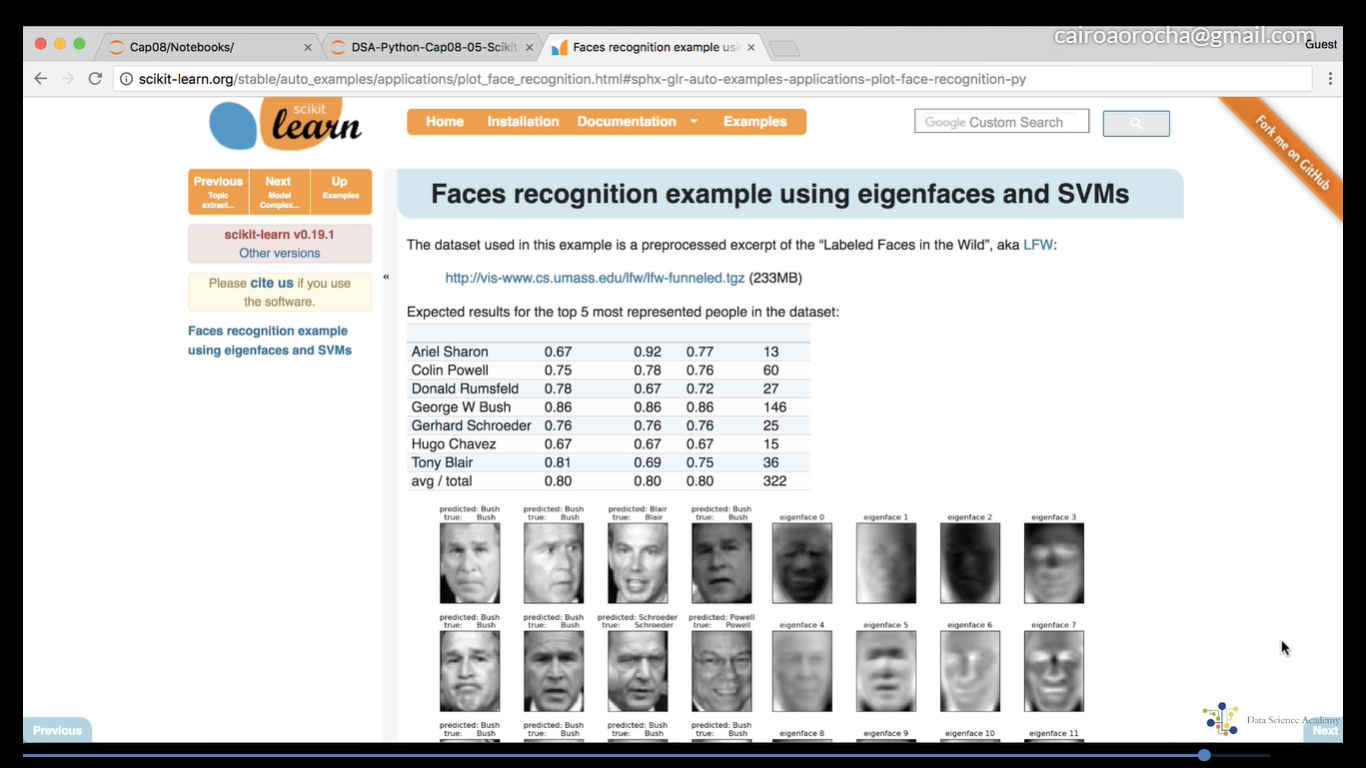 cairoaorocha@gmail.com
Cap08/Notebooks/
DSA-Python-Cap08-05-Scikit
Faces recognition example usi
Guest
scikit-learn.org/stable/auto_examples/applications/plot_face_recognition.html#sphx-glr-auto-examples-applications-plot-face-recognition-py
scikit
learn
Home Installation Documentation Examples
Google Custom Search
Fork me on GitHub
Previous Next Up
Topic Model Examples
extract... Complex...
scikit-learn v0.19.1
Other versions
Please cite us if you use
the software.
Faces recognition example
using eigenfaces and SVMs
«
Faces recognition example using eigenfaces and SVMs
The dataset used in this example is a preprocessed excerpt of the “Labeled Faces in the Wild”, aka LFW:
http://vis-www.cs.umass.edu/lfw/lfw-funneled.tgz (233MB)
Expected results for the top 5 most represented people in the dataset:
Ariel Sharon 0.67 0.92 0.77 13
Colin Powell 0.75 0.78 0.76 60
Donald Rumsfeld 0.78 0.67 0.72 27
George W Bush 0.86 0.86 0.86 146
Gerhard Schroeder 0.76 0.76 0.76 25
Hugo Chavez 0.67 0.67 0.67 15
Tony Blair 0.81 0.69 0.75 36
avg / total 0.80 0.80 0.80 322
predicted: Bush predicted: Bush predicted: Blair predicted: Bush
true: Bush true: Bush true: Blair true: Bush eigenface 0 eigenface 1 eigenface 2 eigenface 3
predicted: Bush predicted: Bush predicted: Schroeder predicted: Powell
true: Bush true: Bush true: Schroeder true: Powell eigenface 4 eigenface 5 eigenface 6 eigenface 7
predicted: Bush predicted: Bush predicted: Bush predicted: Bush
true: Bush true: Bush true: Bush true: Bush eigenface 8 eigenface 9 eigenface 10 eigenface 11
Data Science Academy
Previous
Next